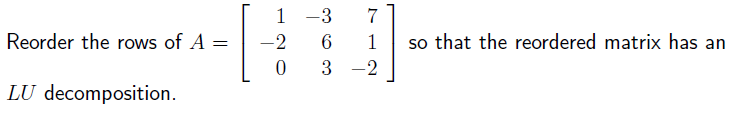 Reorder the rows of A = [ 1 −3 7 ] so that the reordered matrix has an
[ −2 6 1 ]
[ 0 3 −2 ]
LU decomposition.